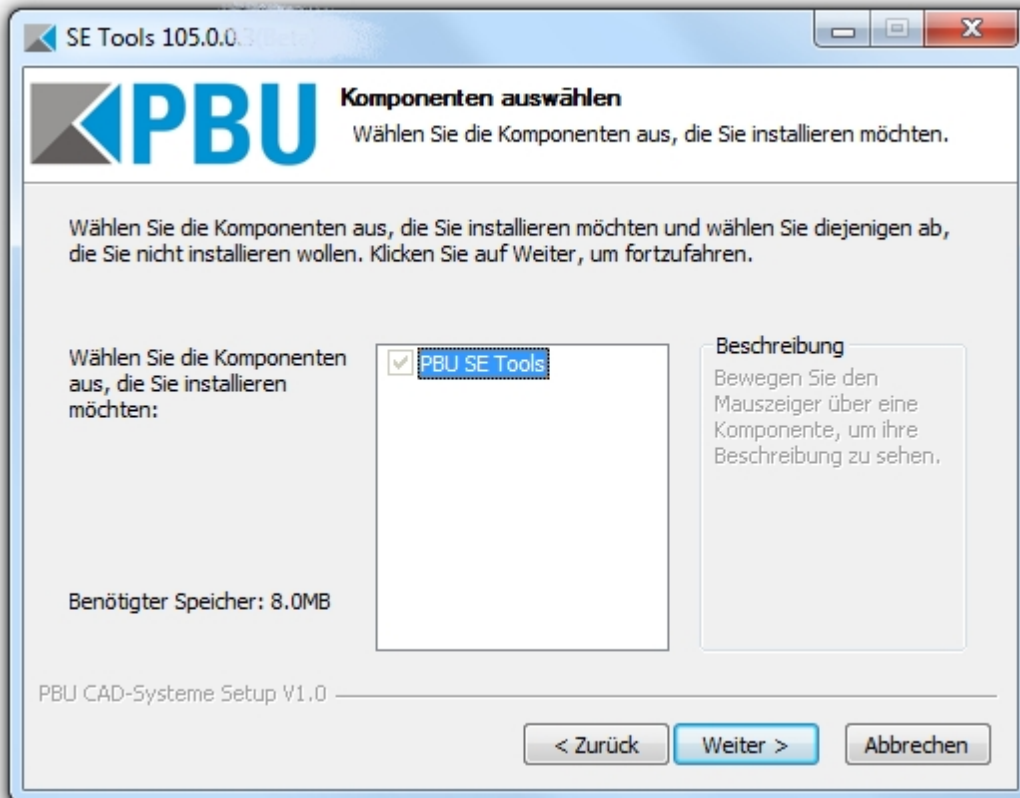 SE Tools 105.0.0.
PBU
Komponenten auswählen
Wählen Sie die Komponenten aus, die Sie installieren möchten.
Wählen Sie die Komponenten aus, die Sie installieren möchten und wählen Sie diejenigen ab,
die Sie nicht installieren wollen. Klicken Sie auf Weiter, um fortzufahren.
Wählen Sie die Komponenten
aus, die Sie installieren
möchten:
PBU SE Tools
Beschreibung
Bewegen Sie den
Mauszeiger über eine
Komponente, um ihre
Beschreibung zu sehen.
Benötigter Speicher: 8.0MB
PBU CAD-Systeme Setup V1.0
< Zurück
Weiter >
Abbrechen